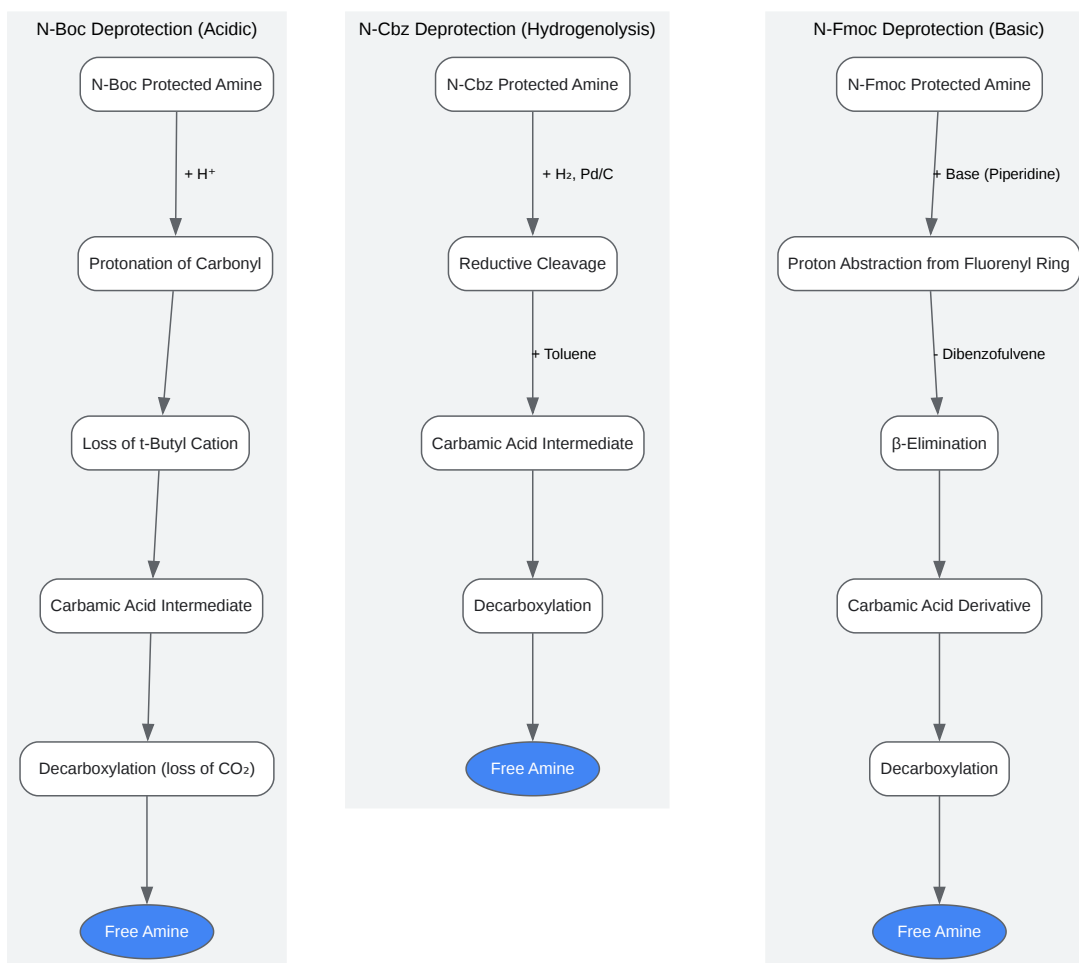 N-Boc Deprotection (Acidic)
N-Boc Protected Amine
+ H⁺
Protonation of Carbonyl
Loss of t-Butyl Cation
Carbamic Acid Intermediate
Decarboxylation (loss of CO₂)
Free Amine
N-Cbz Deprotection (Hydrogenolysis)
N-Cbz Protected Amine
+ H₂, Pd/C
Reductive Cleavage
+ Toluene
Carbamic Acid Intermediate
Decarboxylation
Free Amine
N-Fmoc Deprotection (Basic)
N-Fmoc Protected Amine
+ Base (Piperidine)
Proton Abstraction from Fluorenyl Ring
- Dibenzofulvene
β-Elimination
Carbamic Acid Derivative
Decarboxylation
Free Amine